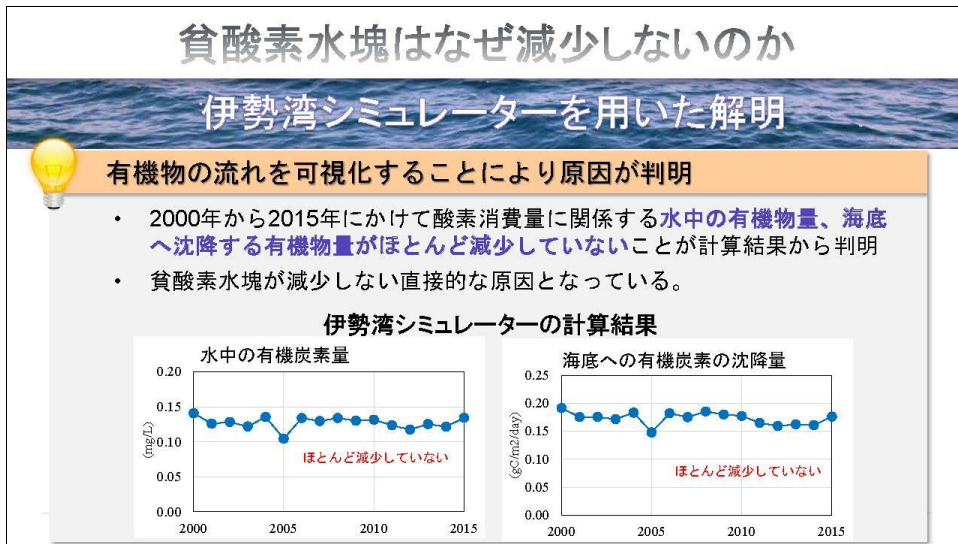 貧酸素水塊はなぜ減少しないのか
伊勢湾シミュレーターを用いた解明
有機物の流れを可視化することにより原因が判明
・ 2000年から2015年にかけて酸素消費量に関係する水中の有機物量、海底
へ沈降する有機物量がほとんど減少していないことが計算結果から判明
・ 貧酸素水塊が減少しない直接的な原因となっている。
伊勢湾シミュレーターの計算結果
水中の有機炭素量
0.20
0.15
0.10
0.05
0.00
(mg/L)
ほとんど減少していない
2000 2005 2010 2015
海底への有機炭素の沈降量
0.25
0.20
0.15
0.10
0.05
0.00
(gC/m2/day)
ほとんど減少していない
2000 2005 2010 2015